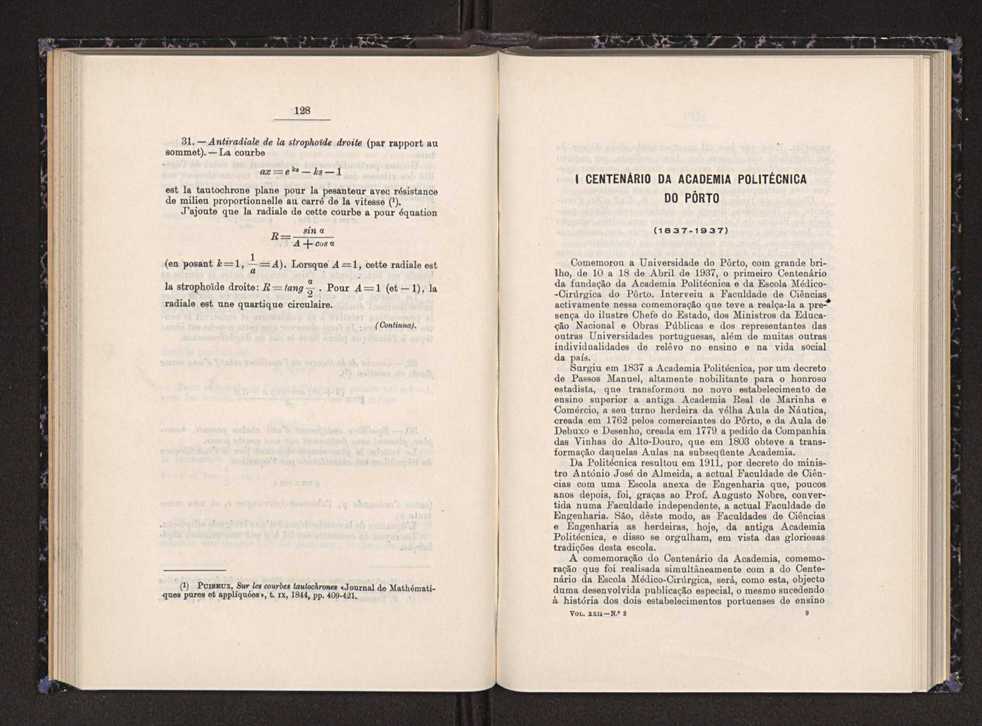 128
31. — Antiradiale de la strophoïde droite (par rapport au
sommet). — La courbe
ax = e^{ks} — ks — 1
est la tautochrone plane pour la pesanteur avec résistance
de milieu proportionnelle au carré de la vitesse (¹).
J'ajoute que la radiale de cette courbe a pour équation
R = sin α / (A + cos α)
(en posant k = 1, 1/a = A). Lorsque A = 1, cette radiale est
la strophoïde droite: R = tang α/2. Pour A = 1 (et — 1), la
radiale est une quartique circulaire.
(Continua).
(¹) PUISEUX, Sur les courbes tautochrones «Journal de Mathémati-
ques pures et appliquées», t. IX, 1844, pp. 409-421.
I CENTENÁRIO DA ACADEMIA POLITÉCNICA
DO PÔRTO
(1837-1937)
Comemorou a Universidade do Pôrto, com grande bri-
lho, de 10 a 18 de Abril de 1937, o primeiro Centenário
da fundação da Academia Politécnica e da Escola Médico-
-Cirúrgica do Pôrto. Interveiu a Faculdade de Ciências
activamente nessa comemoração que teve a realça-la a pre-
sença do ilustre Chefe do Estado, dos Ministros da Educa-
ção Nacional e Obras Públicas e dos representantes das
outras Universidades portuguesas, além de muitas outras
individualidades de relêvo no ensino e na vida social
da país.
Surgiu em 1837 a Academia Politécnica, por um decreto
de Passos Manuel, altamente nobilitante para o honroso
estadista, que transformou no novo estabelecimento de
ensino superior a antiga Academia Real de Marinha e
Comércio, a seu turno herdeira da vélha Aula de Náutica,
creada em 1762 pelos comerciantes do Pôrto, e da Aula de
Debuxo e Desenho, creada em 1779 a pedido da Companhia
das Vinhas do Alto-Douro, que em 1803 obteve a trans-
formação daquelas Aulas na subseqüente Academia.
Da Politécnica resultou em 1911, por decreto do minis-
tro António José de Almeida, a actual Faculdade de Ciên-
cias com uma Escola anexa de Engenharia que, poucos
anos depois, foi, graças ao Prof. Augusto Nobre, conver-
tida numa Faculdade independente, a actual Faculdade de
Engenharia. São, dêste modo, as Faculdades de Ciências
e Engenharia as herdeiras, hoje, da antiga Academia
Politécnica, e disso se orgulham, em vista das gloriosas
tradições desta escola.
A comemoração do Centenário da Academia, comemo-
ração que foi realisada simultâneamente com a do Cente-
nário da Escola Médico-Cirúrgica, será, como esta, objecto
duma desenvolvida publicação especial, o mesmo sucedendo
à história dos dois estabelecimentos portuenses de ensino
VOL. XXII — N.º 2 9